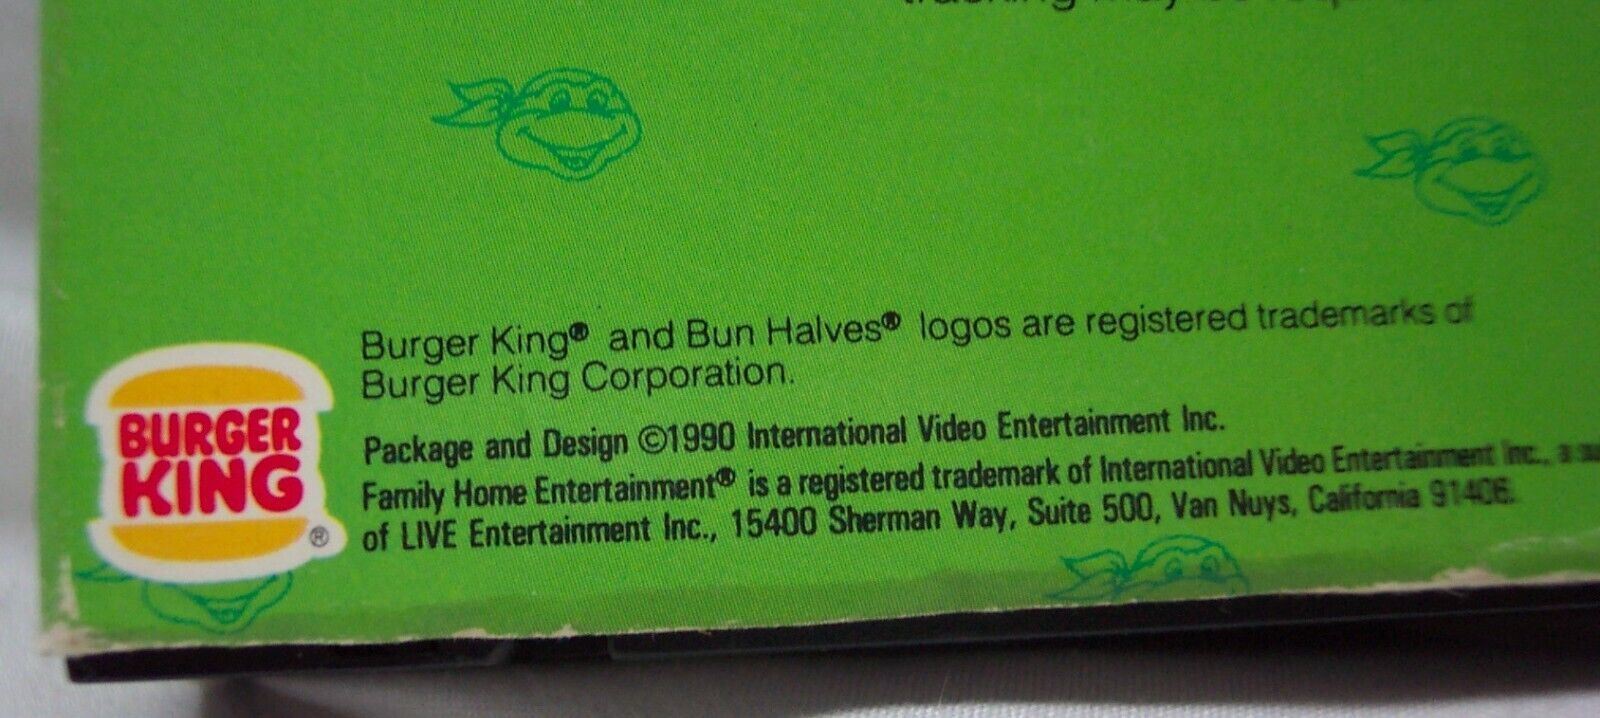 Burger King® and Bun Halves® logos are registered trademarks of
Burger King Corporation.
BURGER
KING
®
Package and Design ©1990 International Video Entertainment Inc.
Family Home Entertainment® is a registered trademark of International Video Entertainment Inc., a
of LIVE Entertainment Inc., 15400 Sherman Way, Suite 500, Van Nuys, California 91406.